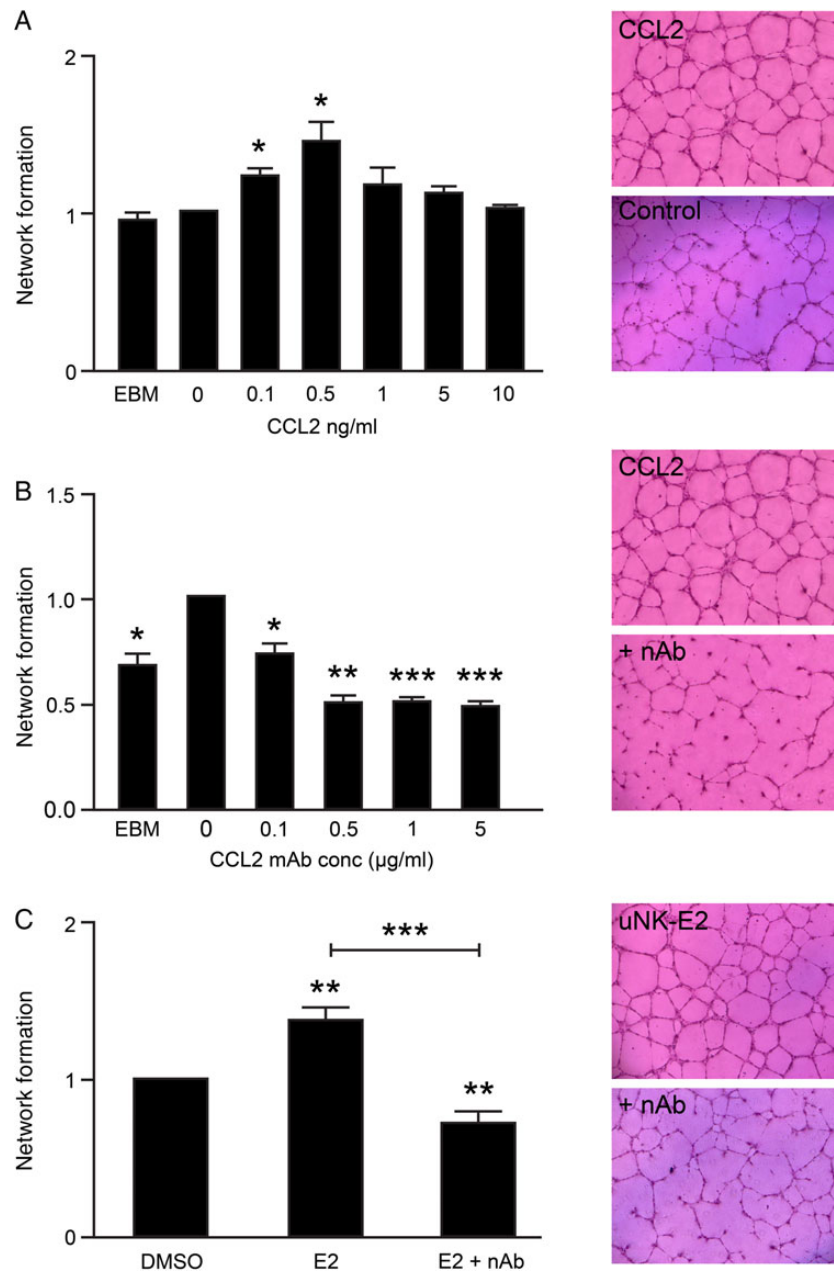 A
2
1
0
Network formation
* *
EBM 0 0.1 0.5 1 5 10
CCL2 ng/ml
CCL2
Control
B
1.5
1.0
0.5
0.0
Network formation
* * ** *** ***
EBM 0 0.1 0.5 1 5
CCL2 mAb conc (µg/ml)
CCL2
+ nAb
C
2
1
0
Network formation
***
** **
DMSO E2 E2 + nAb
uNK-E2
+ nAb